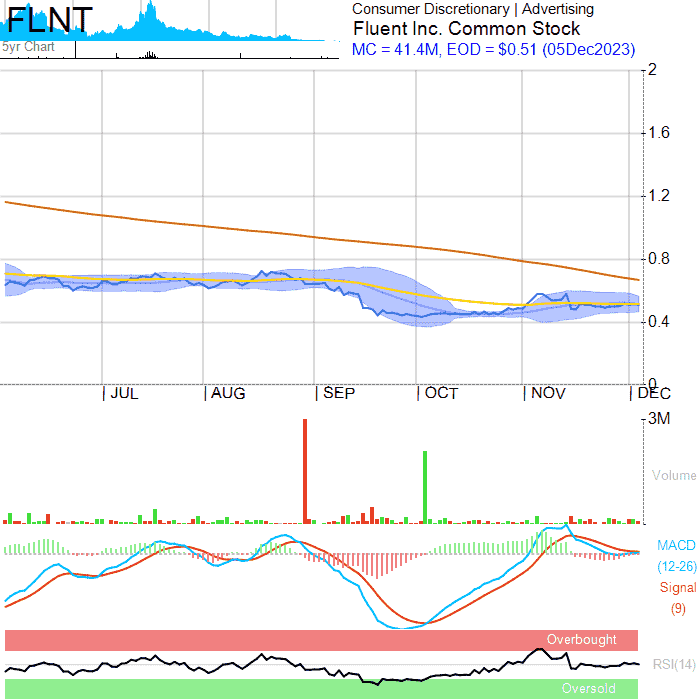 FLNT
5yr Chart
Consumer Discretionary | Advertising
Fluent Inc. Common Stock
MC = 41.4M, EOD = $0.51 (05Dec2023)
2
1.6
1.2
0.8
0.4
0
| JUL | AUG | SEP | OCT | NOV | DEC
3M
Volume
MACD
(12-26)
Signal
(9)
Overbought
RSI(14)
Oversold